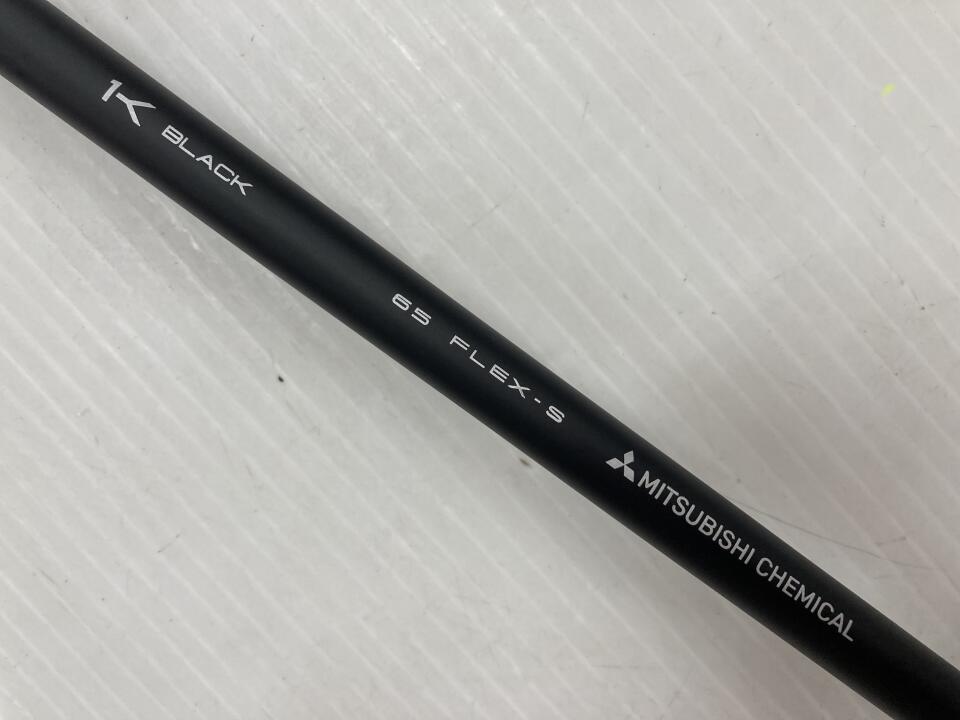 1K BLACK
65 FLEX-S
MITSUBISHI CHEMICAL